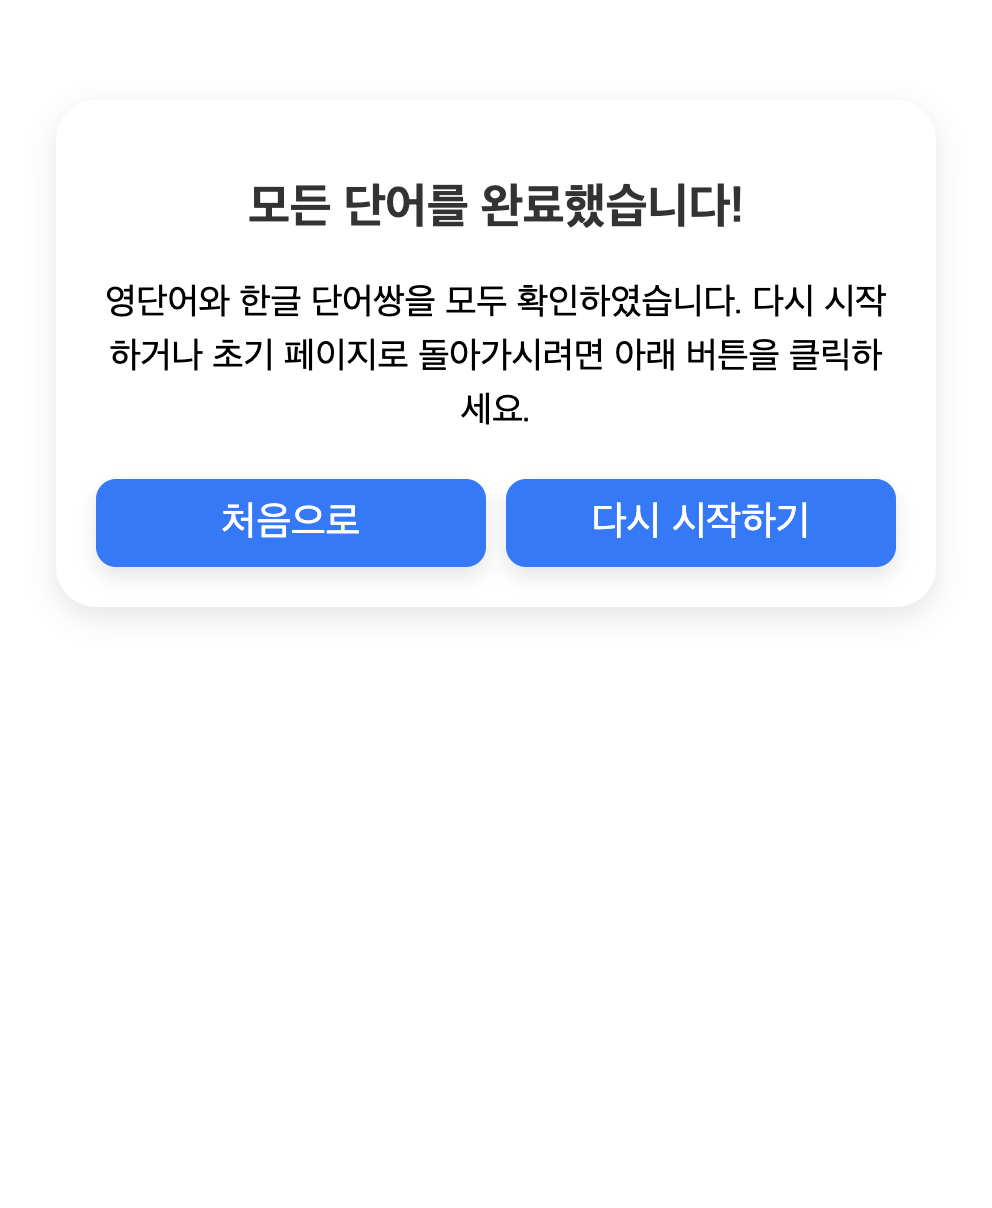 모든 단어를 완료했습니다!
영단어와 한글 단어쌍을 모두 확인하였습니다. 다시 시작
하거나 초기 페이지로 돌아가시려면 아래 버튼을 클릭하
세요.
처음으로
다시 시작하기